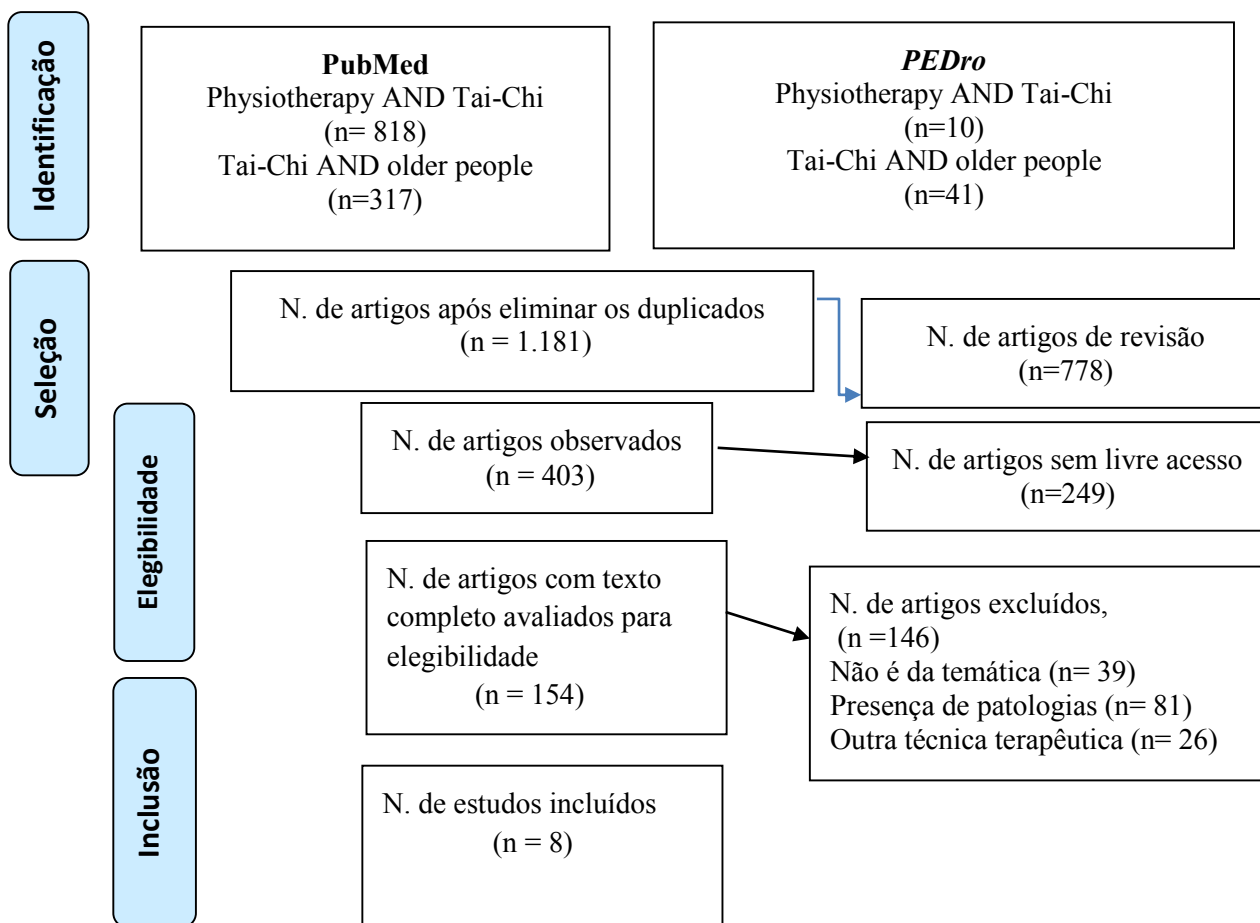 Identificação
PubMed
Physiotherapy AND Tai-Chi
(n= 818)
Tai-Chi AND older people
(n=317)
PEDro
Physiotherapy AND Tai-Chi
(n=10)
Tai-Chi AND older people
(n=41)
Seleção
N. de artigos após eliminar os duplicados
(n = 1.181)
N. de artigos de revisão
(n=778)
Elegibilidade
N. de artigos observados
(n = 403)
N. de artigos sem livre acesso
(n=249)
N. de artigos com texto
completo avaliados para
elegibilidade
(n = 154)
N. de artigos excluídos,
(n =146)
Não é da temática (n= 39)
Presença de patologias (n= 81)
Outra técnica terapêutica (n= 26)
Inclusão
N. de estudos incluídos
(n = 8)